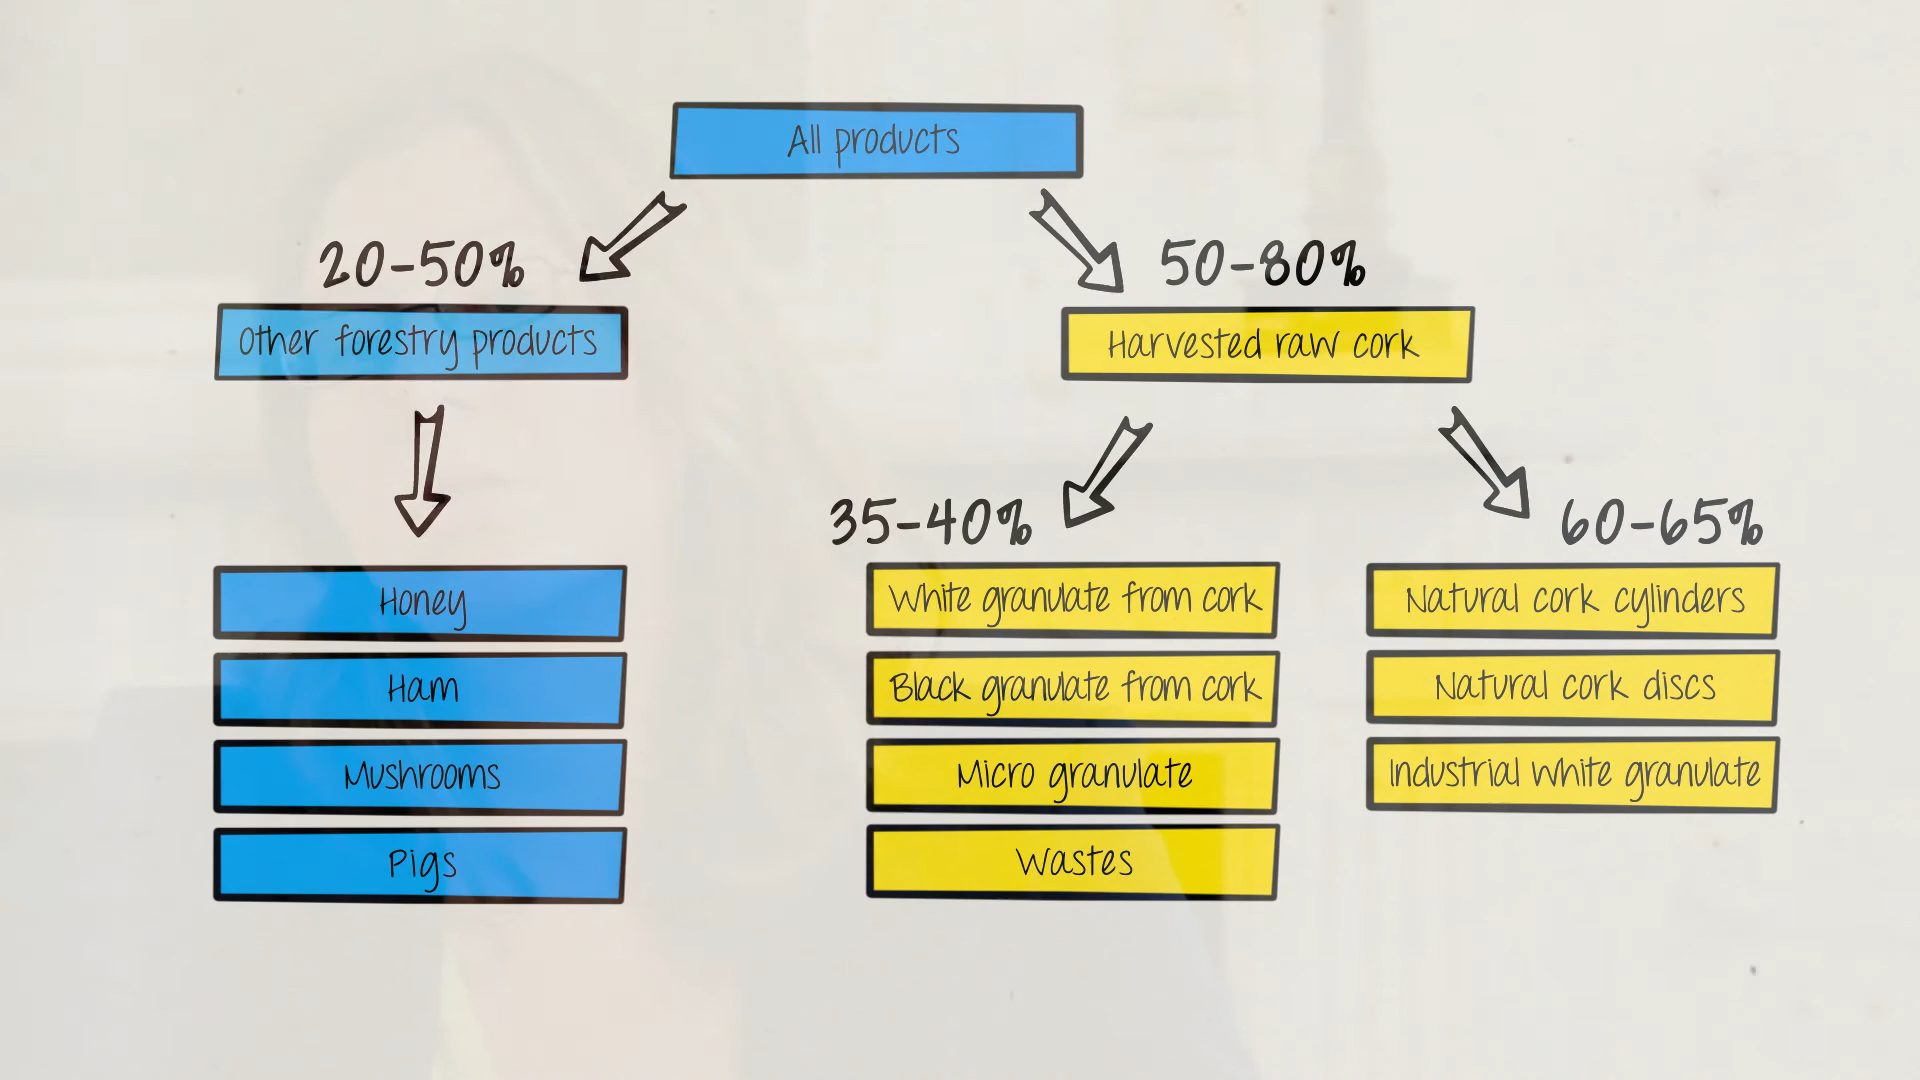 All products
20-50%
50-80%
Other forestry products
Harvested raw cork
35-40%
60-65%
Honey
Ham
Mushrooms
Pigs
White granulate from cork
Black granulate from cork
Micro granulate
Wastes
Natural cork cylinders
Natural cork discs
Industrial white granulate